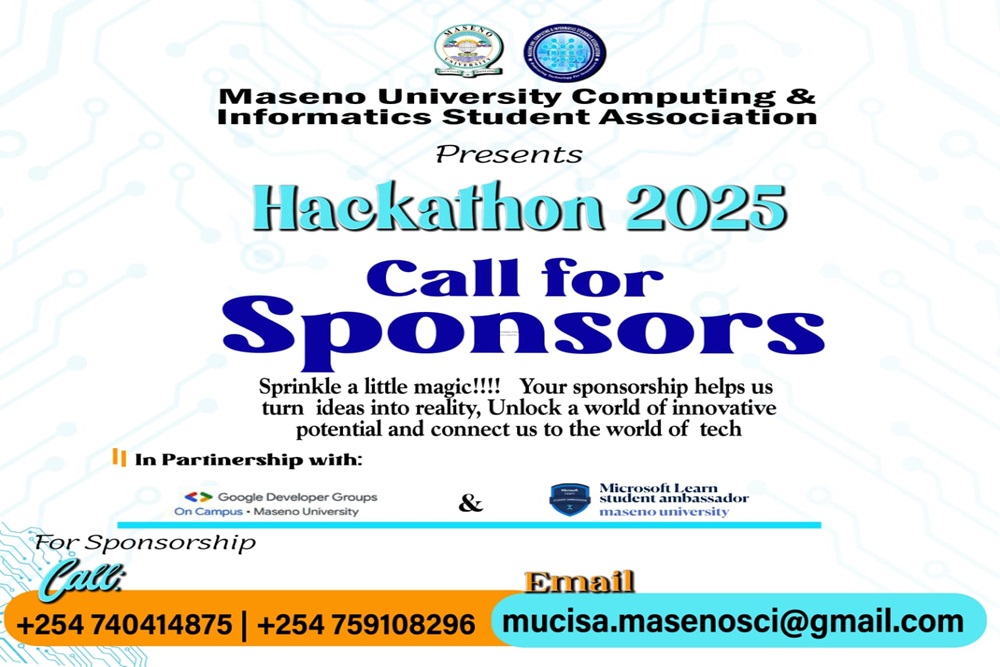 MASENO
UNIVERSITY
Maseno University Computing &
Informatics Student Association
Presents
Hackathon 2025
Call for
Sponsors
Sprinkle a little magic!!!! Your sponsorship helps us
turn ideas into reality, Unlock a world of innovative
potential and connect us to the world of tech
In Partinership with:
Google Developer Groups
On Campus • Maseno University
&
Microsoft Learn
student ambassador
maseno university
For Sponsorship
Call:
+254 740414875 | +254 759108296
Email
mucisa.masenosci@gmail.com